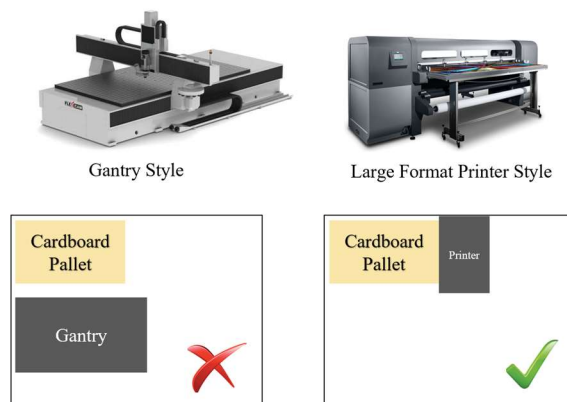 Gantry Style
Large Format Printer Style
Cardboard
Pallet
Gantry
Cardboard
Pallet
Printer